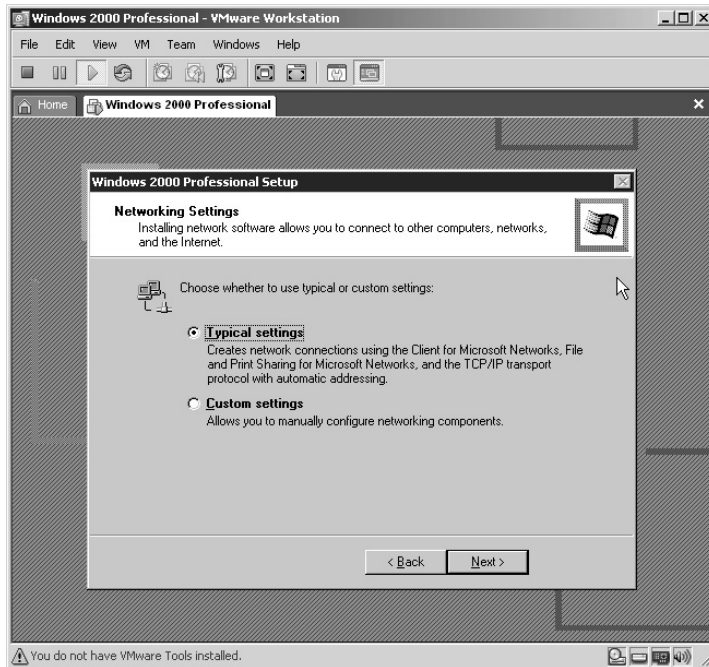 Windows 2000 Professional - VMware Workstation
File Edit View VM Team Windows Help
Home Windows 2000 Professional
Windows 2000 Professional Setup
Networking Settings
Installing network software allows you to connect to other computers, networks,
and the Internet.
Choose whether to use typical or custom settings:
Typical settings
Creates network connections using the Client for Microsoft Networks, File
and Print Sharing for Microsoft Networks, and the TCP/IP transport
protocol with automatic addressing.
Custom settings
Allows you to manually configure networking components.
< Back Next >
You do not have VMware Tools installed.